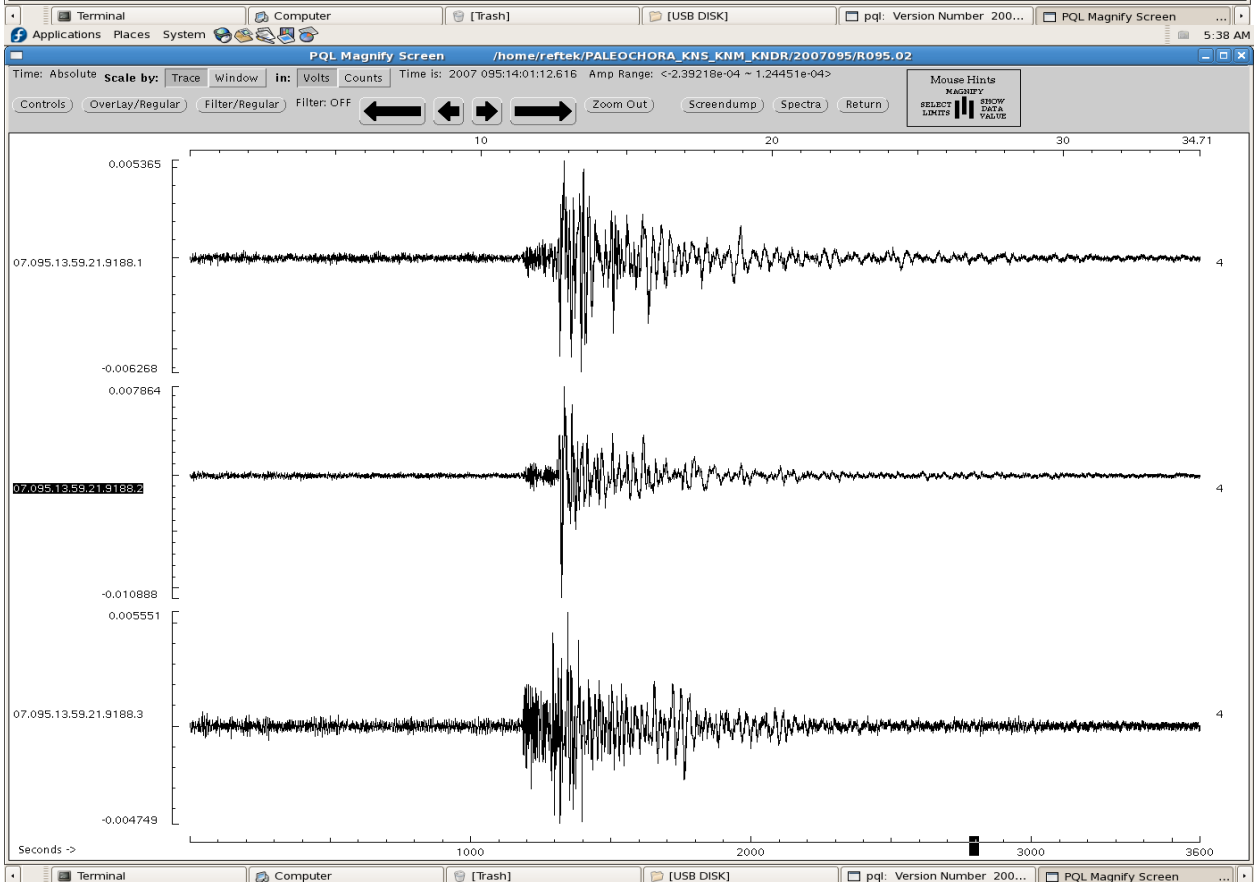 Terminal Computer [Trash] [USB DISK] pql: Version Number 200... PQL Magnify Screen ...
Applications Places System 5:38 AM
PQL Magnify Screen /home/reftek/PALEOCHORA_KNS_KNM_KNDR/2007095/R095.02
Time: Absolute Scale by: Trace Window in: Volts Counts Time is: 2007 095:14:01:12.616 Amp Range: <-2.39218e-04 ~ 1.24451e-04>
Controls OverLay/Regular Filter/Regular Filter: OFF Zoom Out Screendump Spectra Return
Mouse Hints
MAGNIFY
SELECT LIMITS
SHOW DATA VALUE
10 20 30 34.71
0.005365
07.095.13.59.21.9188.1 4
-0.006268
0.007864
07.095.13.59.21.9188.2 4
-0.010888
0.005551
07.095.13.59.21.9188.3 4
-0.004749
Seconds -> 1000 2000 3000 3600
Terminal Computer [Trash] [USB DISK] pql: Version Number 200... PQL Magnify Screen ...